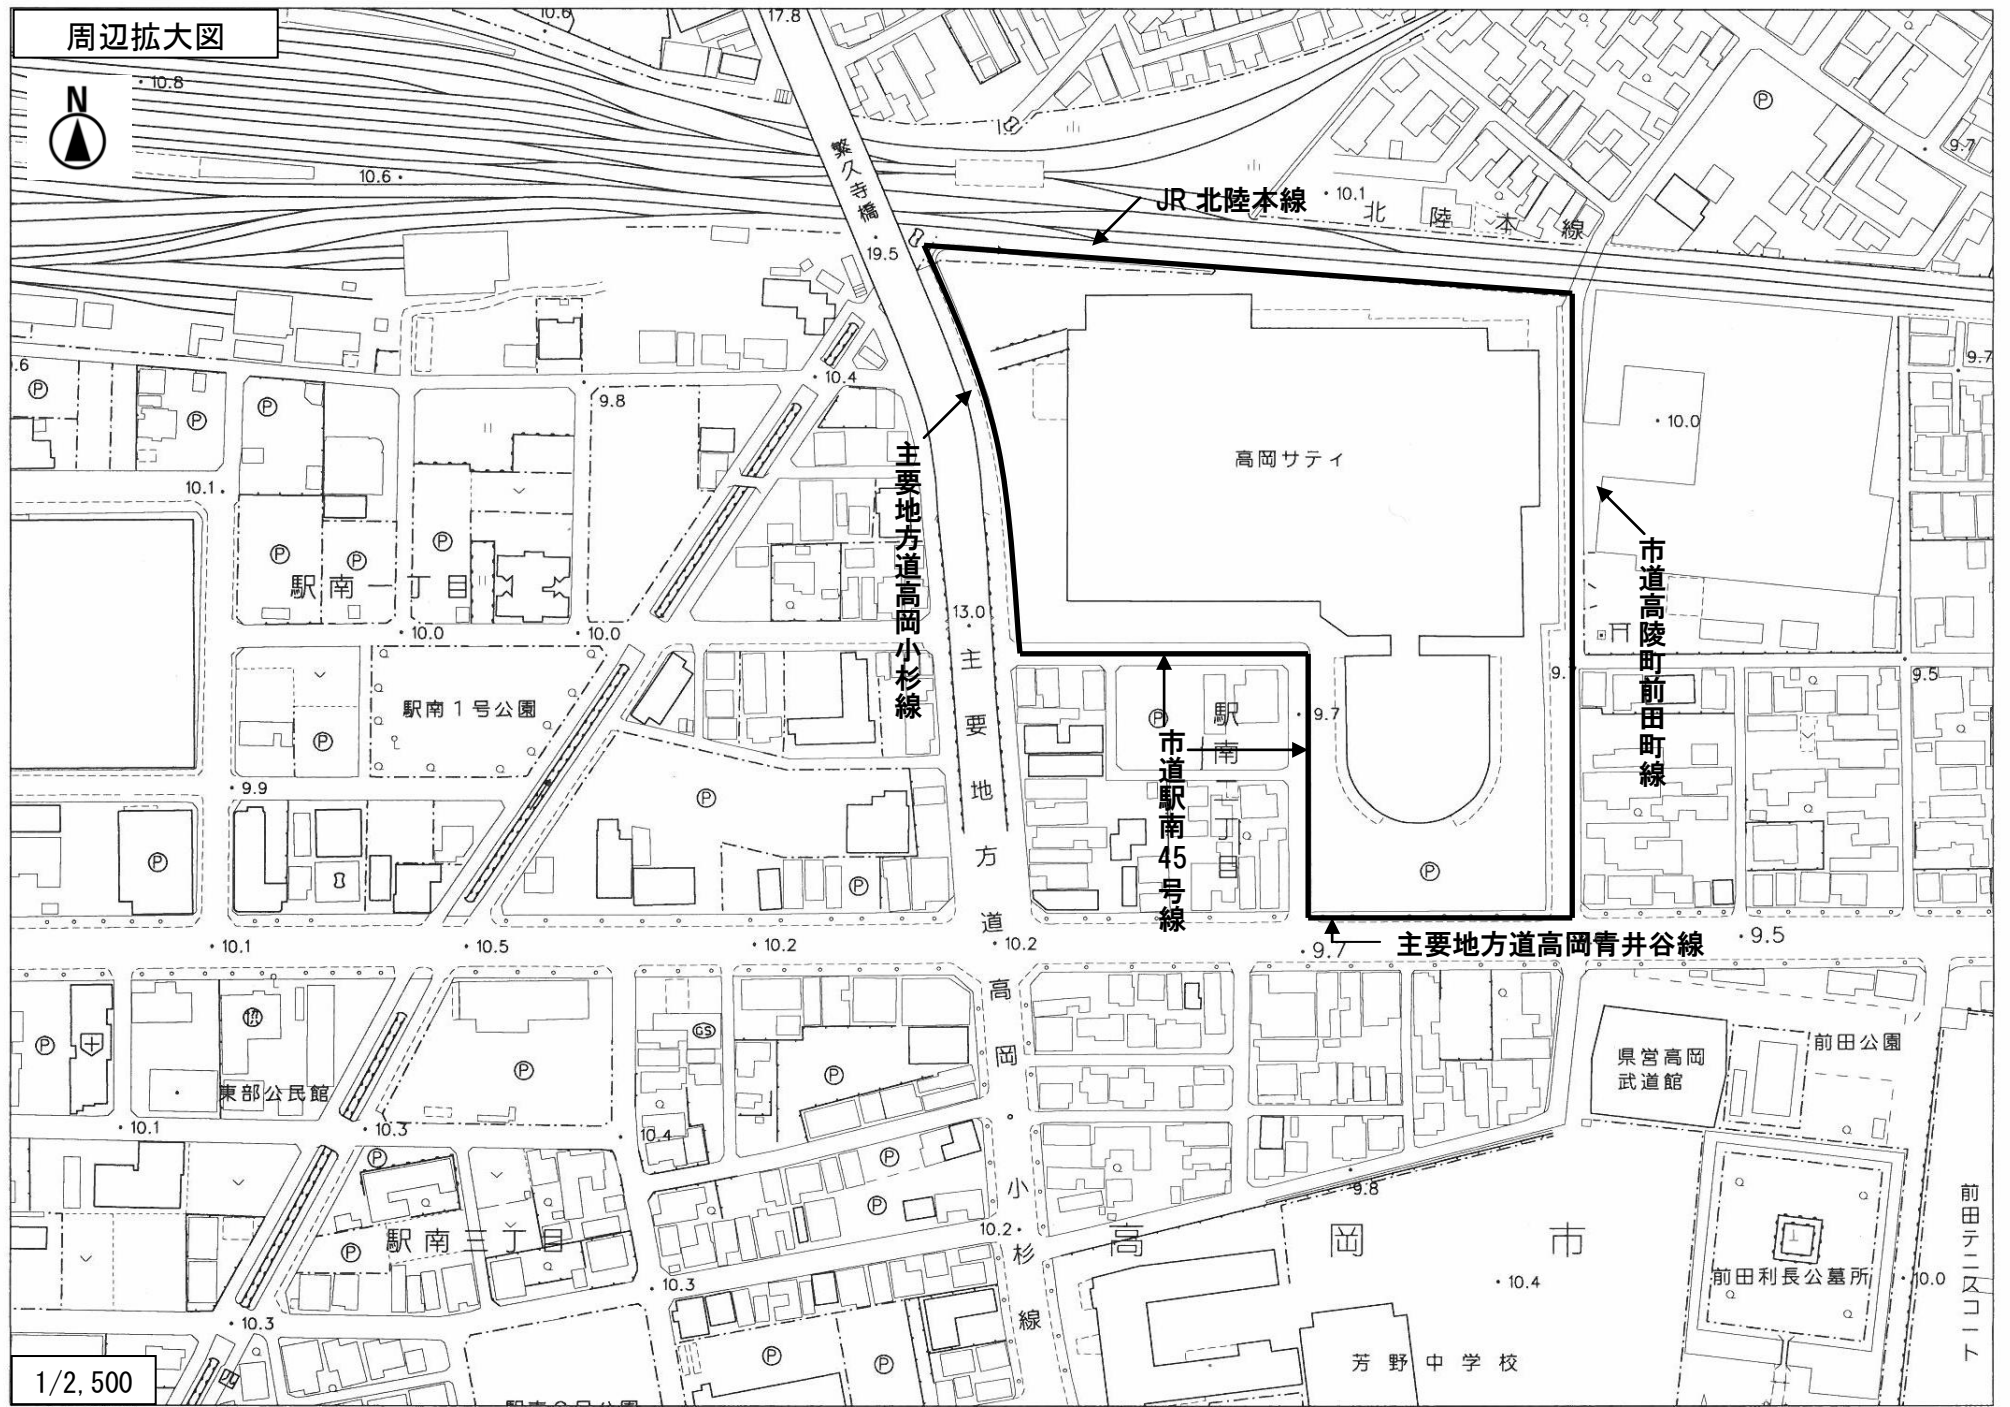 周辺拡大図
N
10.6
17.8
10.8
10.6
繁久寺橋
19.5
JR 北陸本線
10.1
北陸本線
9.7
Ⓟ
高岡サティ
10.0
9.7
.6
10.4
9.8
10.1
主要地方道高岡小杉線
市道高陵町前田町線
駅南一丁目
10.0
10.0
13.0
駅南1号公園
9.9
9.7
9.5
市道駅南45号線
主要地方道高岡小杉線
10.1
10.5
10.2
10.2
9.7
主要地方道高岡青井谷線
9.5
GS
東部公民館
県営高岡
武道館
前田公園
10.1
10.3
10.4
9.8
駅南三丁目
10.2
高岡市
前田利長公墓所
10.0
前田テニスコート
10.3
10.4
10.3
芳野中学校
1/2,500